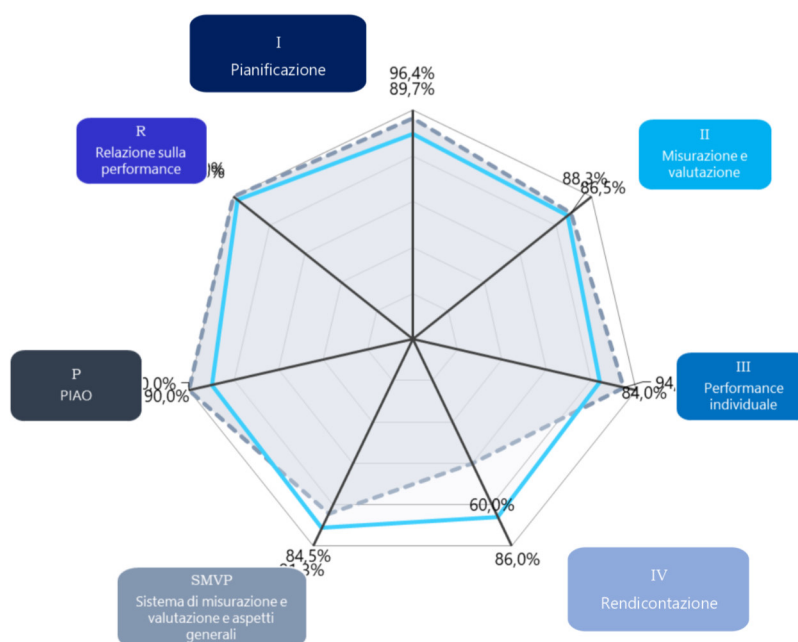 I
Pianificazione
96,4%
89,7%
R
Relazione sulla
performance
II
Misurazione e
valutazione
88,3%
86,5%
P
PIAO
90,0%
III
Performance
individuale
84,0%
60,0%
86,0%
84,5%
SMVP
Sistema di misurazione e
valutazione e aspetti
generali
IV
Rendicontazione